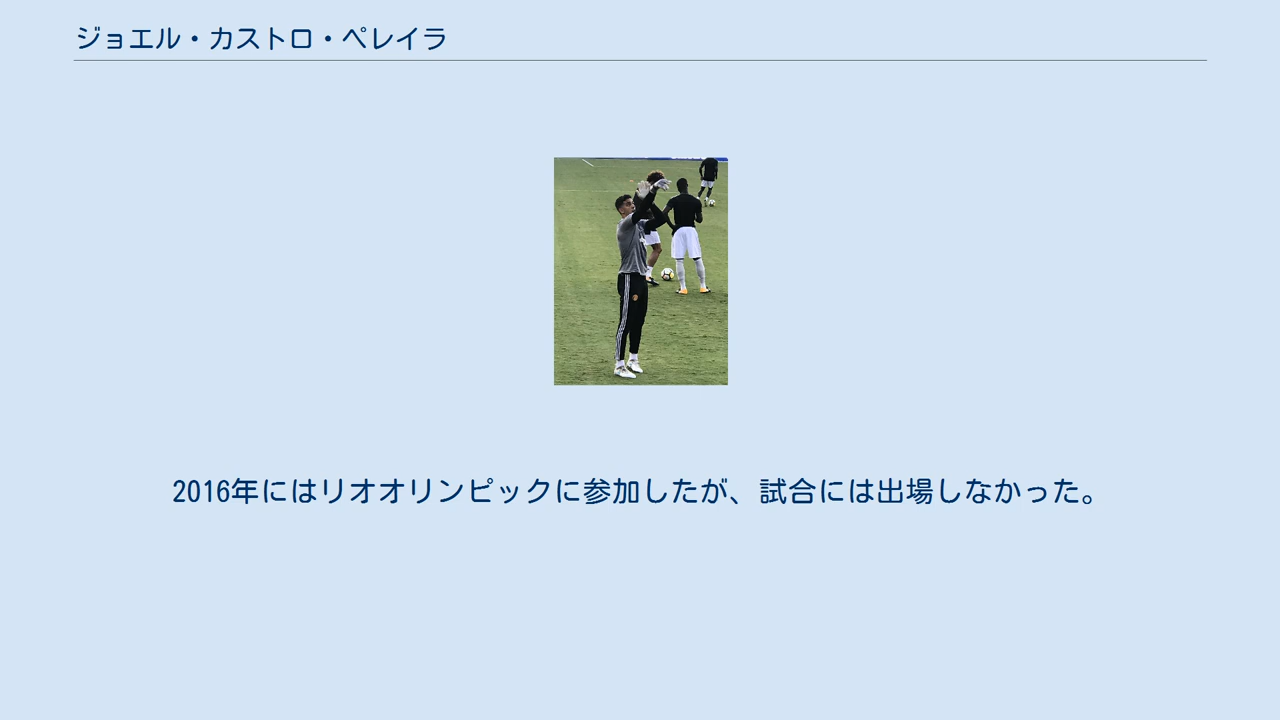 ジョエル・カストロ・ペレイラ
2016年にはリオオリンピックに参加したが、試合には出場しなかった。